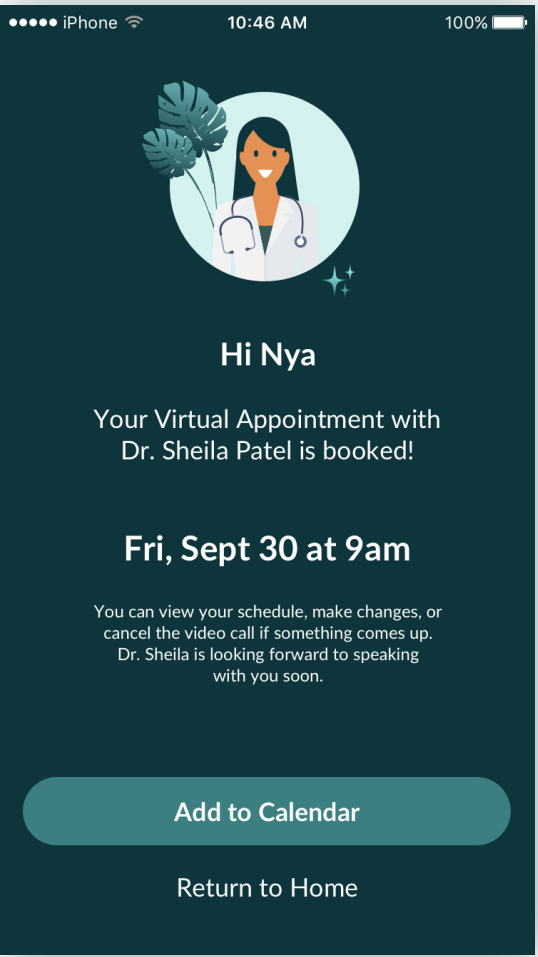 iPhone 10:46 AM 100%
Hi Nya
Your Virtual Appointment with
Dr. Sheila Patel is booked!
Fri, Sept 30 at 9am
You can view your schedule, make changes, or
cancel the video call if something comes up.
Dr. Sheila is looking forward to speaking
with you soon.
Add to Calendar
Return to Home